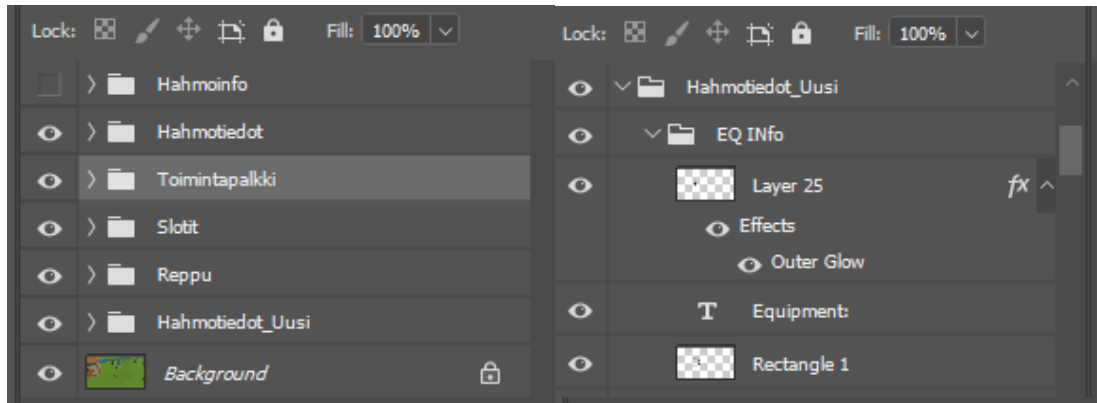 Lock: Fill: 100%
Hahmoinfo
Hahmotiedot
Toimintapalkki
Slotit
Reppu
Hahmotiedot_Uusi
Background
Lock: Fill: 100%
Hahmotiedot_Uusi
EQ INfo
Layer 25 fx
Effects
Outer Glow
T Equipment:
Rectangle 1